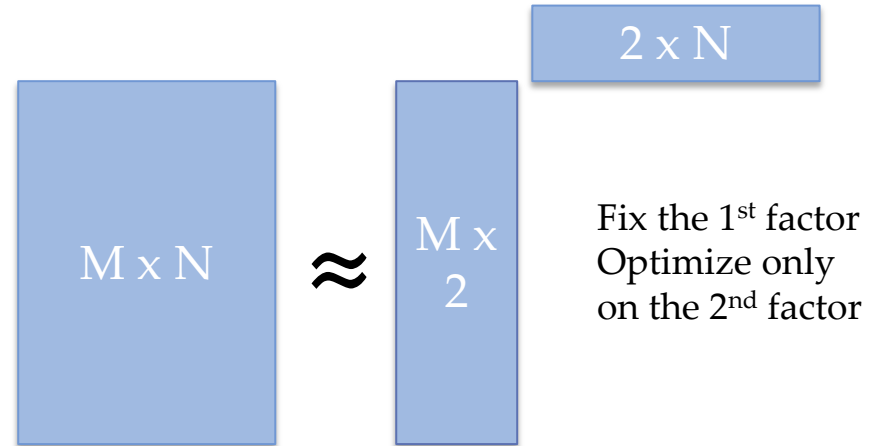 2 x N
M x N
≈
M x
2
Fix the 1st factor
Optimize only
on the 2nd factor